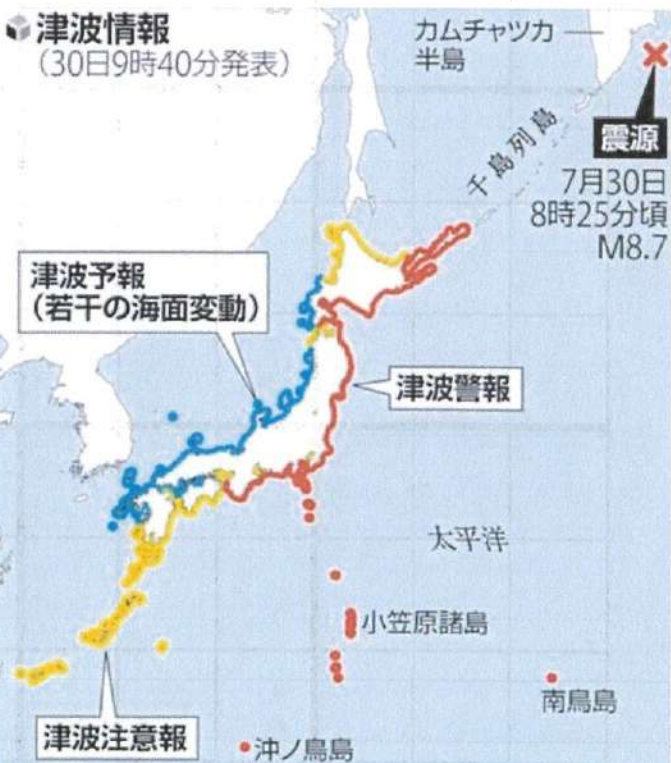 津波情報
（30日9時40分発表）
カムチャツカ
半島
震源
千島列島
7月30日
8時25分頃
M8.7
津波予報
（若干の海面変動）
津波警報
太平洋
小笠原諸島
南鳥島
津波注意報
沖ノ鳥島